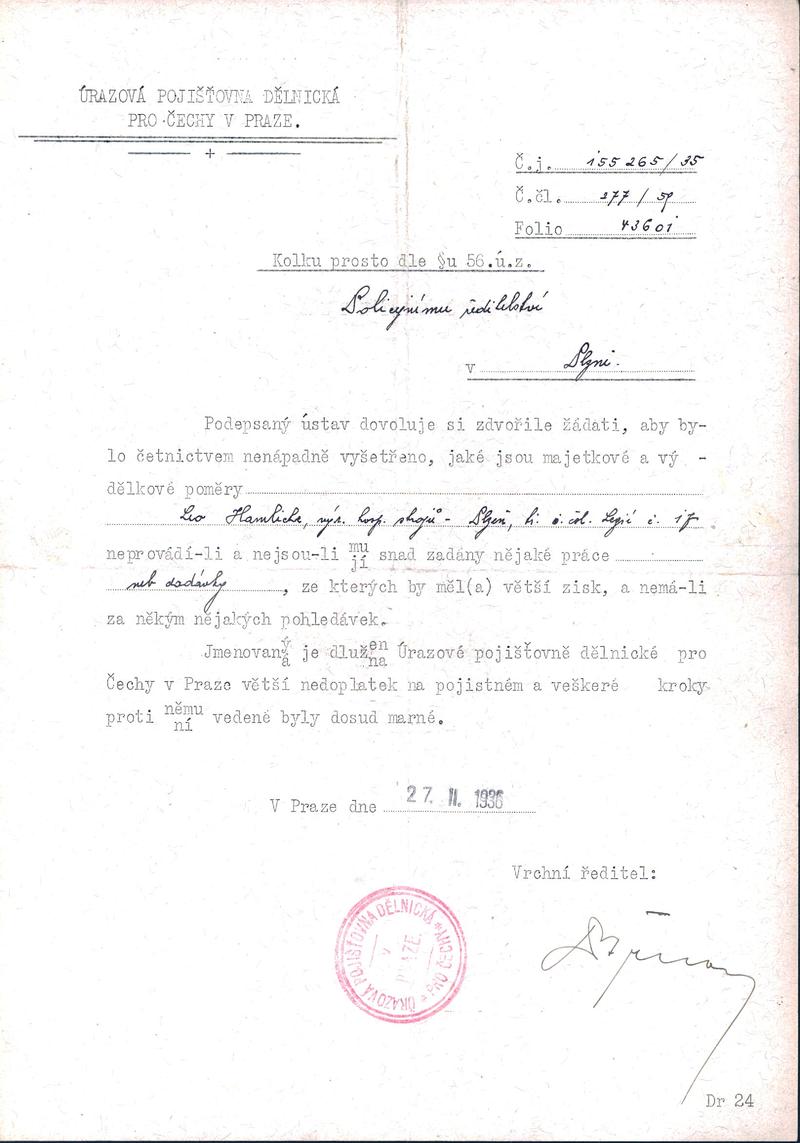 ÚRAZOVÁ POJIŠŤOVNA DĚLNICKÁ
PRO ČECHY V PRAZE.
Č.j. 155 265/35
Č.čl. 277 / 59
Folio 43601
Kolku prosto dle §u 56.ú.z.
Policejnímu ředitelství
v Plzni.
Podepsaný ústav dovoluje si zdvořile žádati, aby by-
lo četnictvem nenápadně vyšetřeno, jaké jsou majetkové a vý -
dělkové poměry
Leo Hamlicha, výr. hosp. strojů - Plzeň, tř. Legií č. 17
neprovádí-li a nejsou-li mu jí snad zadány nějaké práce
neb dodávky, ze kterých by měl(a) větší zisk, a nemá-li
za někým nějakých pohledávek.
Jmenovaný á je dlužen na Úrazové pojišťovně dělnické pro
Čechy v Praze větší nedoplatek na pojistném a veškeré kroky
proti němu ní vedené byly dosud marné.
V Praze dne 27. II. 1936
Vrchní ředitel:
ÚRAZOVÁ POJIŠŤOVNA DĚLNICKÁ * PRO ČECHY *
V
PRAZE
Dr 24